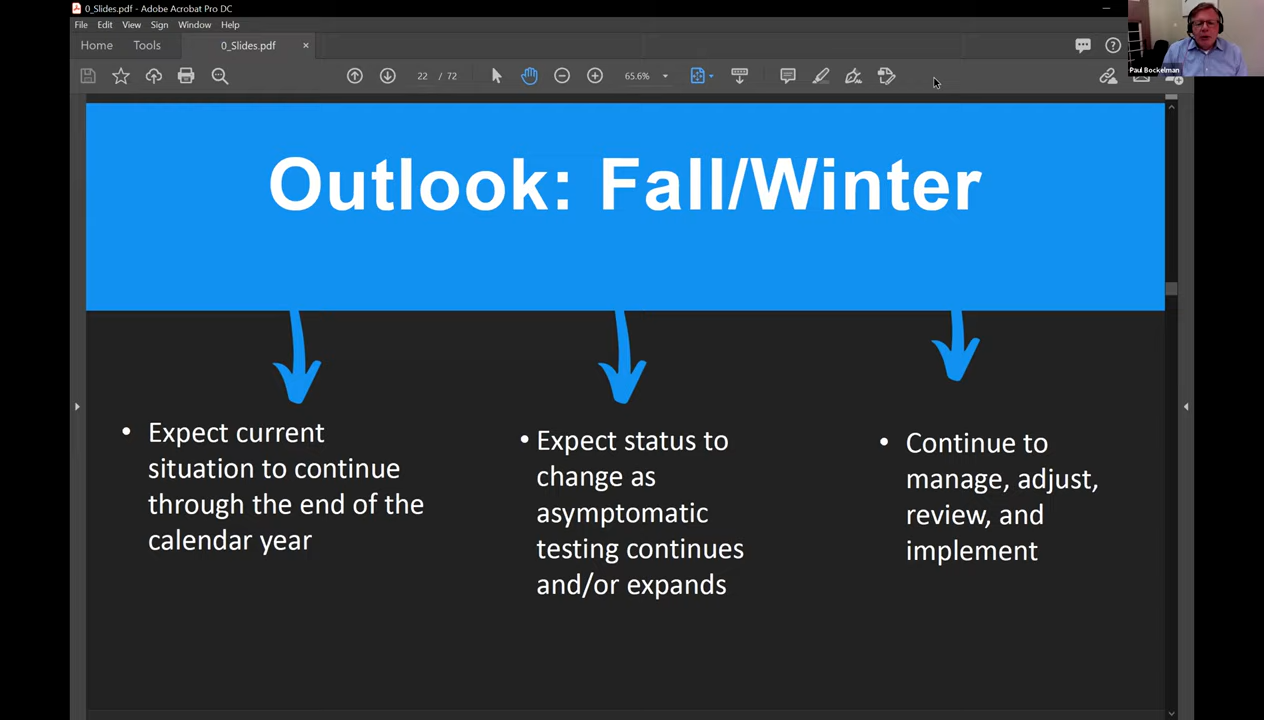 0_Slides.pdf - Adobe Acrobat Pro DC
File Edit View Sign Window Help
Home Tools 0_Slides.pdf ×
22 / 72 65.6%
Paul Bockelman
Outlook: Fall/Winter
• Expect current
situation to continue
through the end of the
calendar year
• Expect status to
change as
asymptomatic
testing continues
and/or expands
• Continue to
manage, adjust,
review, and
implement